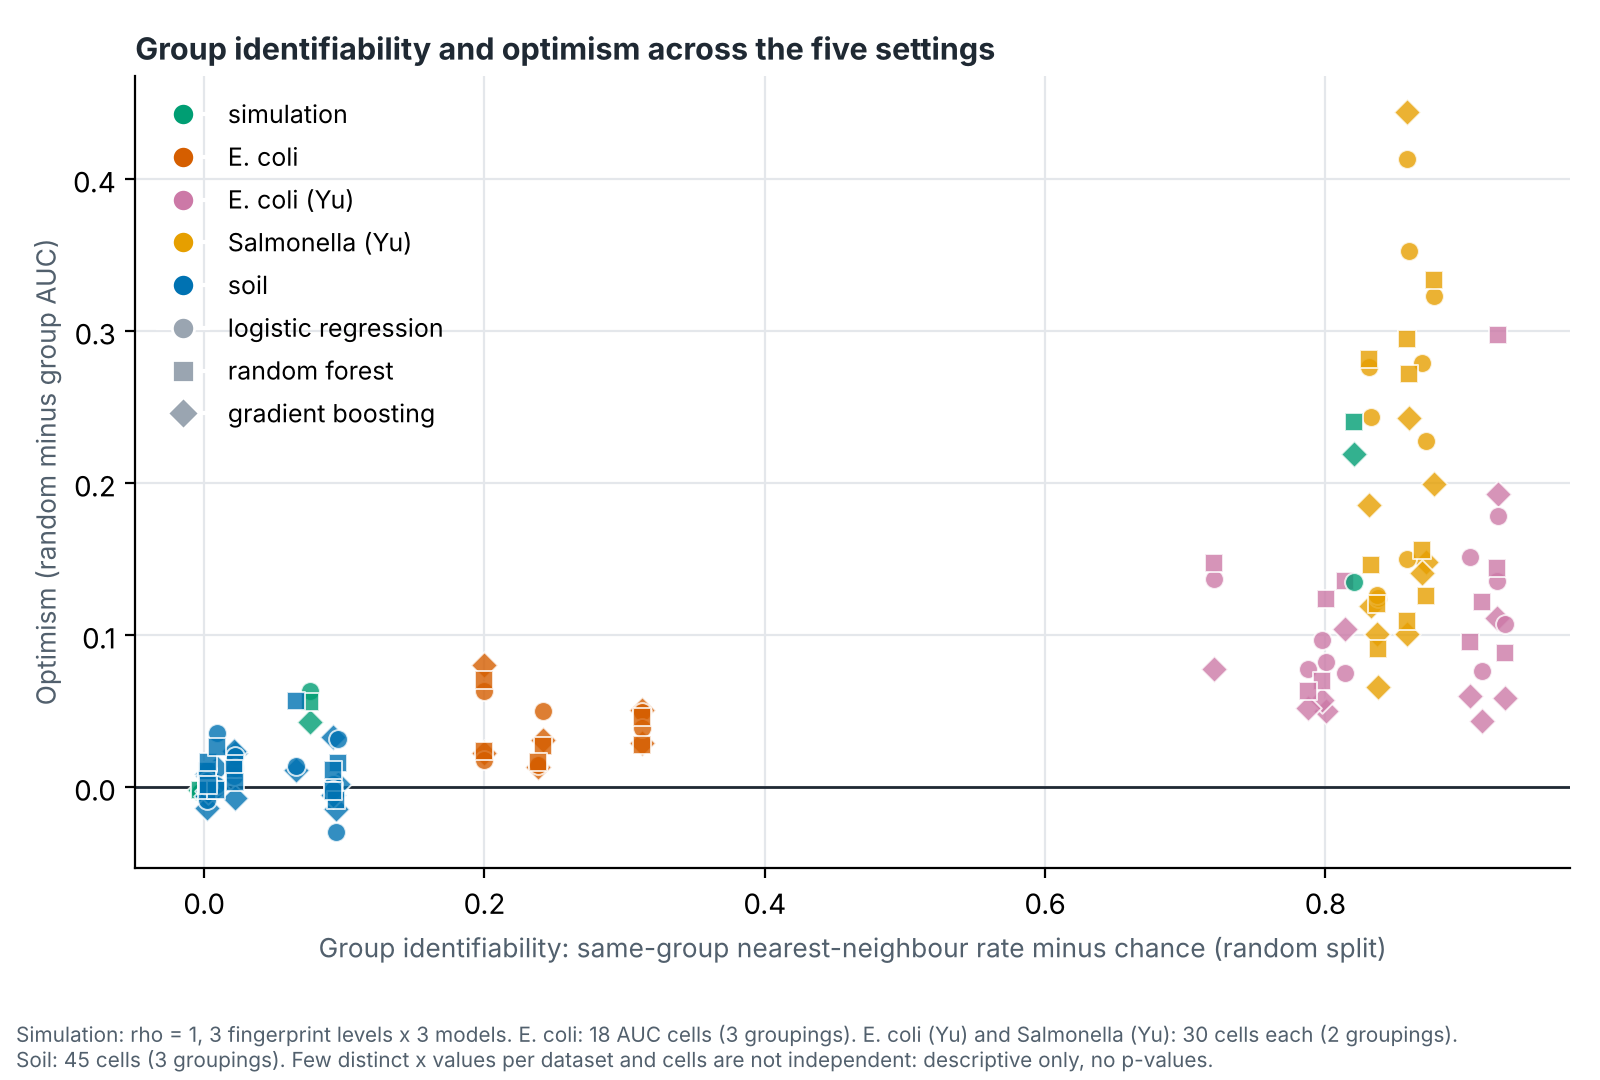 Group identifiability and optimism across the five settings
simulation
E. coli
E. coli (Yu)
Salmonella (Yu)
soil
logistic regression
random forest
gradient boosting
Optimism (random minus group AUC)
0.4
0.3
0.2
0.1
0.0
0.0 0.2 0.4 0.6 0.8
Group identifiability: same-group nearest-neighbour rate minus chance (random split)
Simulation: rho = 1, 3 fingerprint levels x 3 models. E. coli: 18 AUC cells (3 groupings). E. coli (Yu) and Salmonella (Yu): 30 cells each (2 groupings).
Soil: 45 cells (3 groupings). Few distinct x values per dataset and cells are not independent: descriptive only, no p-values.